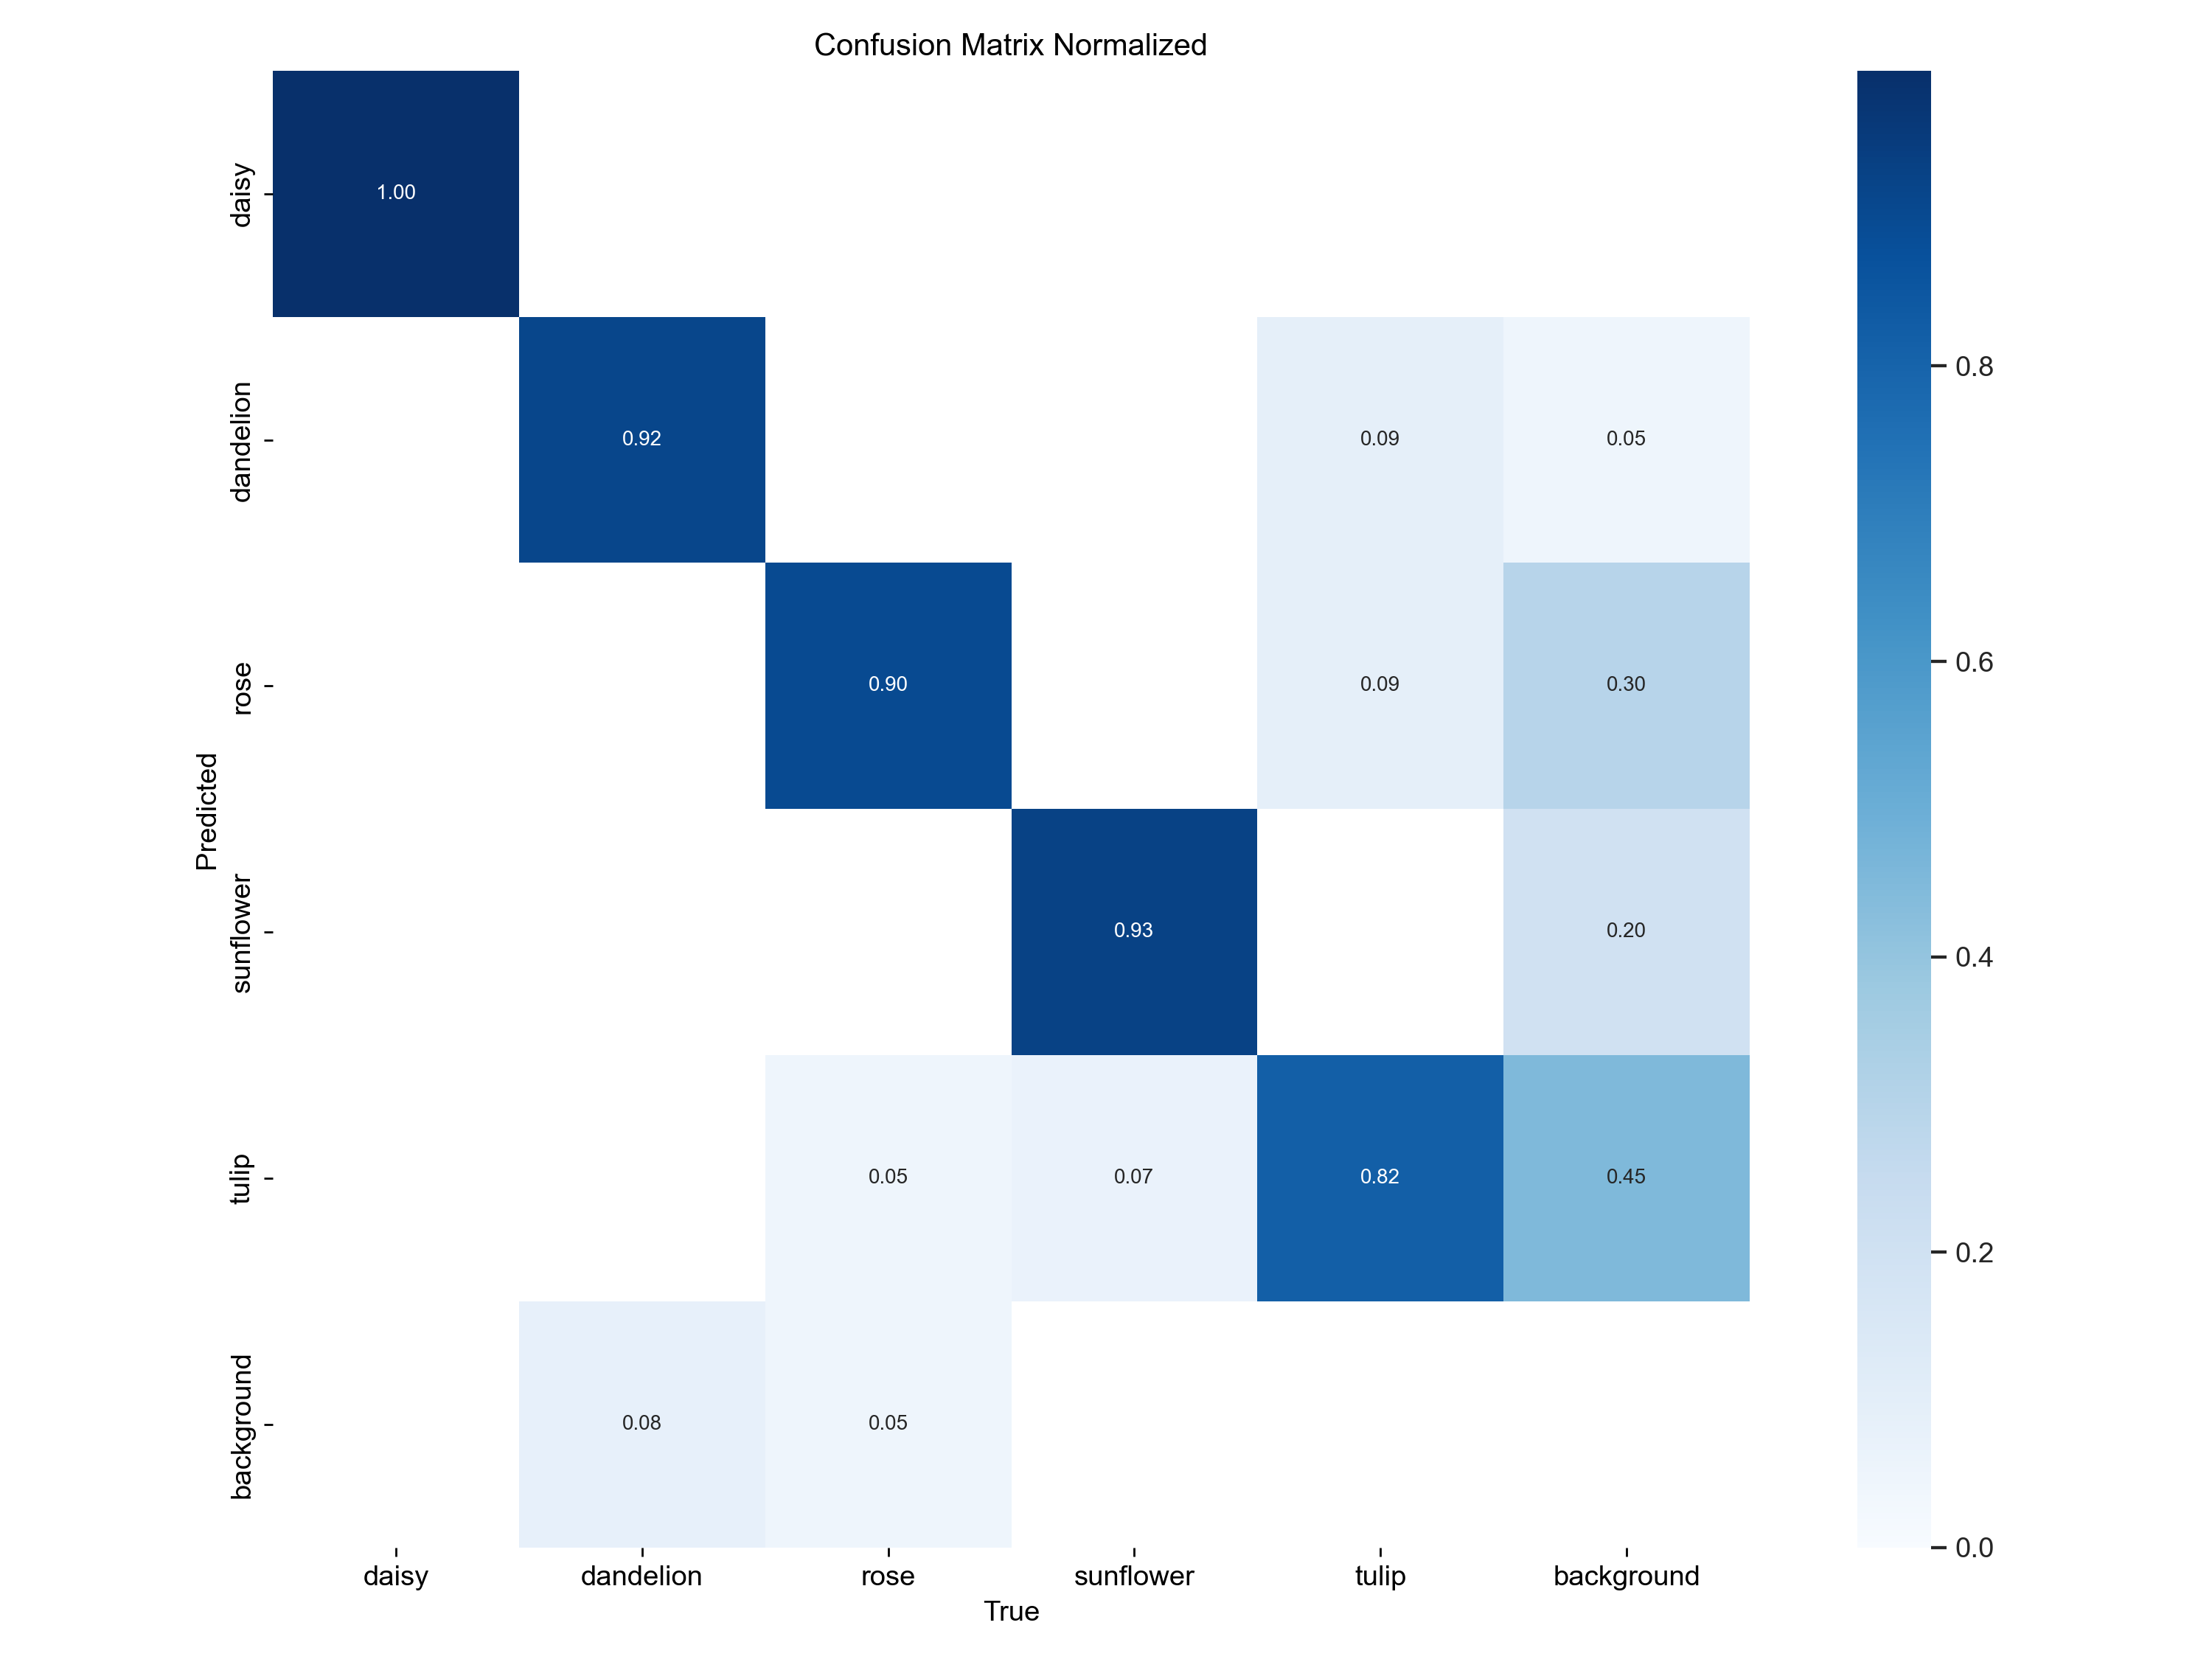 Confusion Matrix Normalized
daisy
1.00
dandelion
0.92
0.09
0.05
0.8
rose
0.90
0.09
0.30
0.6
Predicted
sunflower
0.93
0.20
0.4
tulip
0.05
0.07
0.82
0.45
0.2
background
0.08
0.05
0.0
daisy
dandelion
rose
sunflower
tulip
background
True